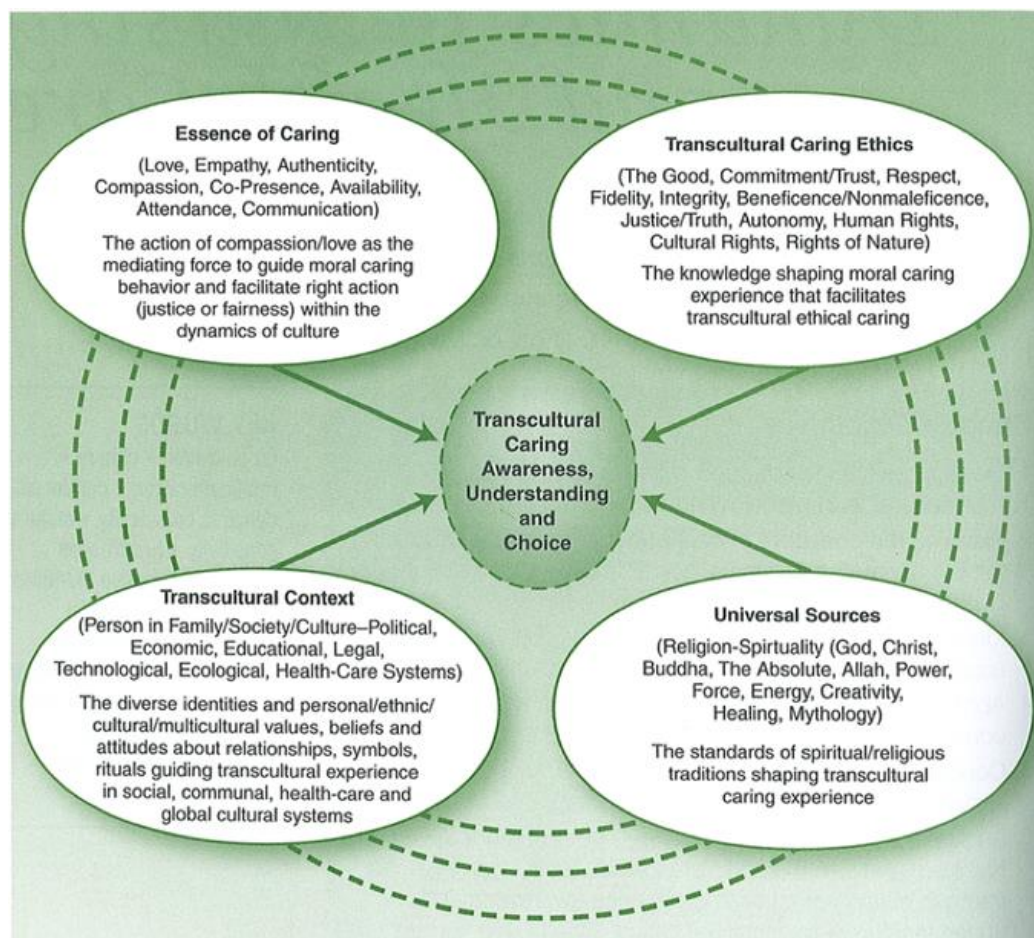 Essence of Caring
(Love, Empathy, Authenticity,
Compassion, Co-Presence, Availability,
Attendance, Communication)
The action of compassion/love as the
mediating force to guide moral caring
behavior and facilitate right action
(justice or fairness) within the
dynamics of culture
Transcultural Caring Ethics
(The Good, Commitment/Trust, Respect,
Fidelity, Integrity, Beneficence/Nonmaleficence,
Justice/Truth, Autonomy, Human Rights,
Cultural Rights, Rights of Nature)
The knowledge shaping moral caring
experience that facilitates
transcultural ethical caring
Transcultural
Caring
Awareness,
Understanding
and
Choice
Transcultural Context
(Person in Family/Society/Culture–Political,
Economic, Educational, Legal,
Technological, Ecological, Health-Care Systems)
The diverse identities and personal/ethnic/
cultural/multicultural values, beliefs and
attitudes about relationships, symbols,
rituals guiding transcultural experience
in social, communal, health-care and
global cultural systems
Universal Sources
(Religion-Spirtuality (God, Christ,
Buddha, The Absolute, Allah, Power,
Force, Energy, Creativity,
Healing, Mythology)
The standards of spiritual/religious
traditions shaping transcultural
caring experience